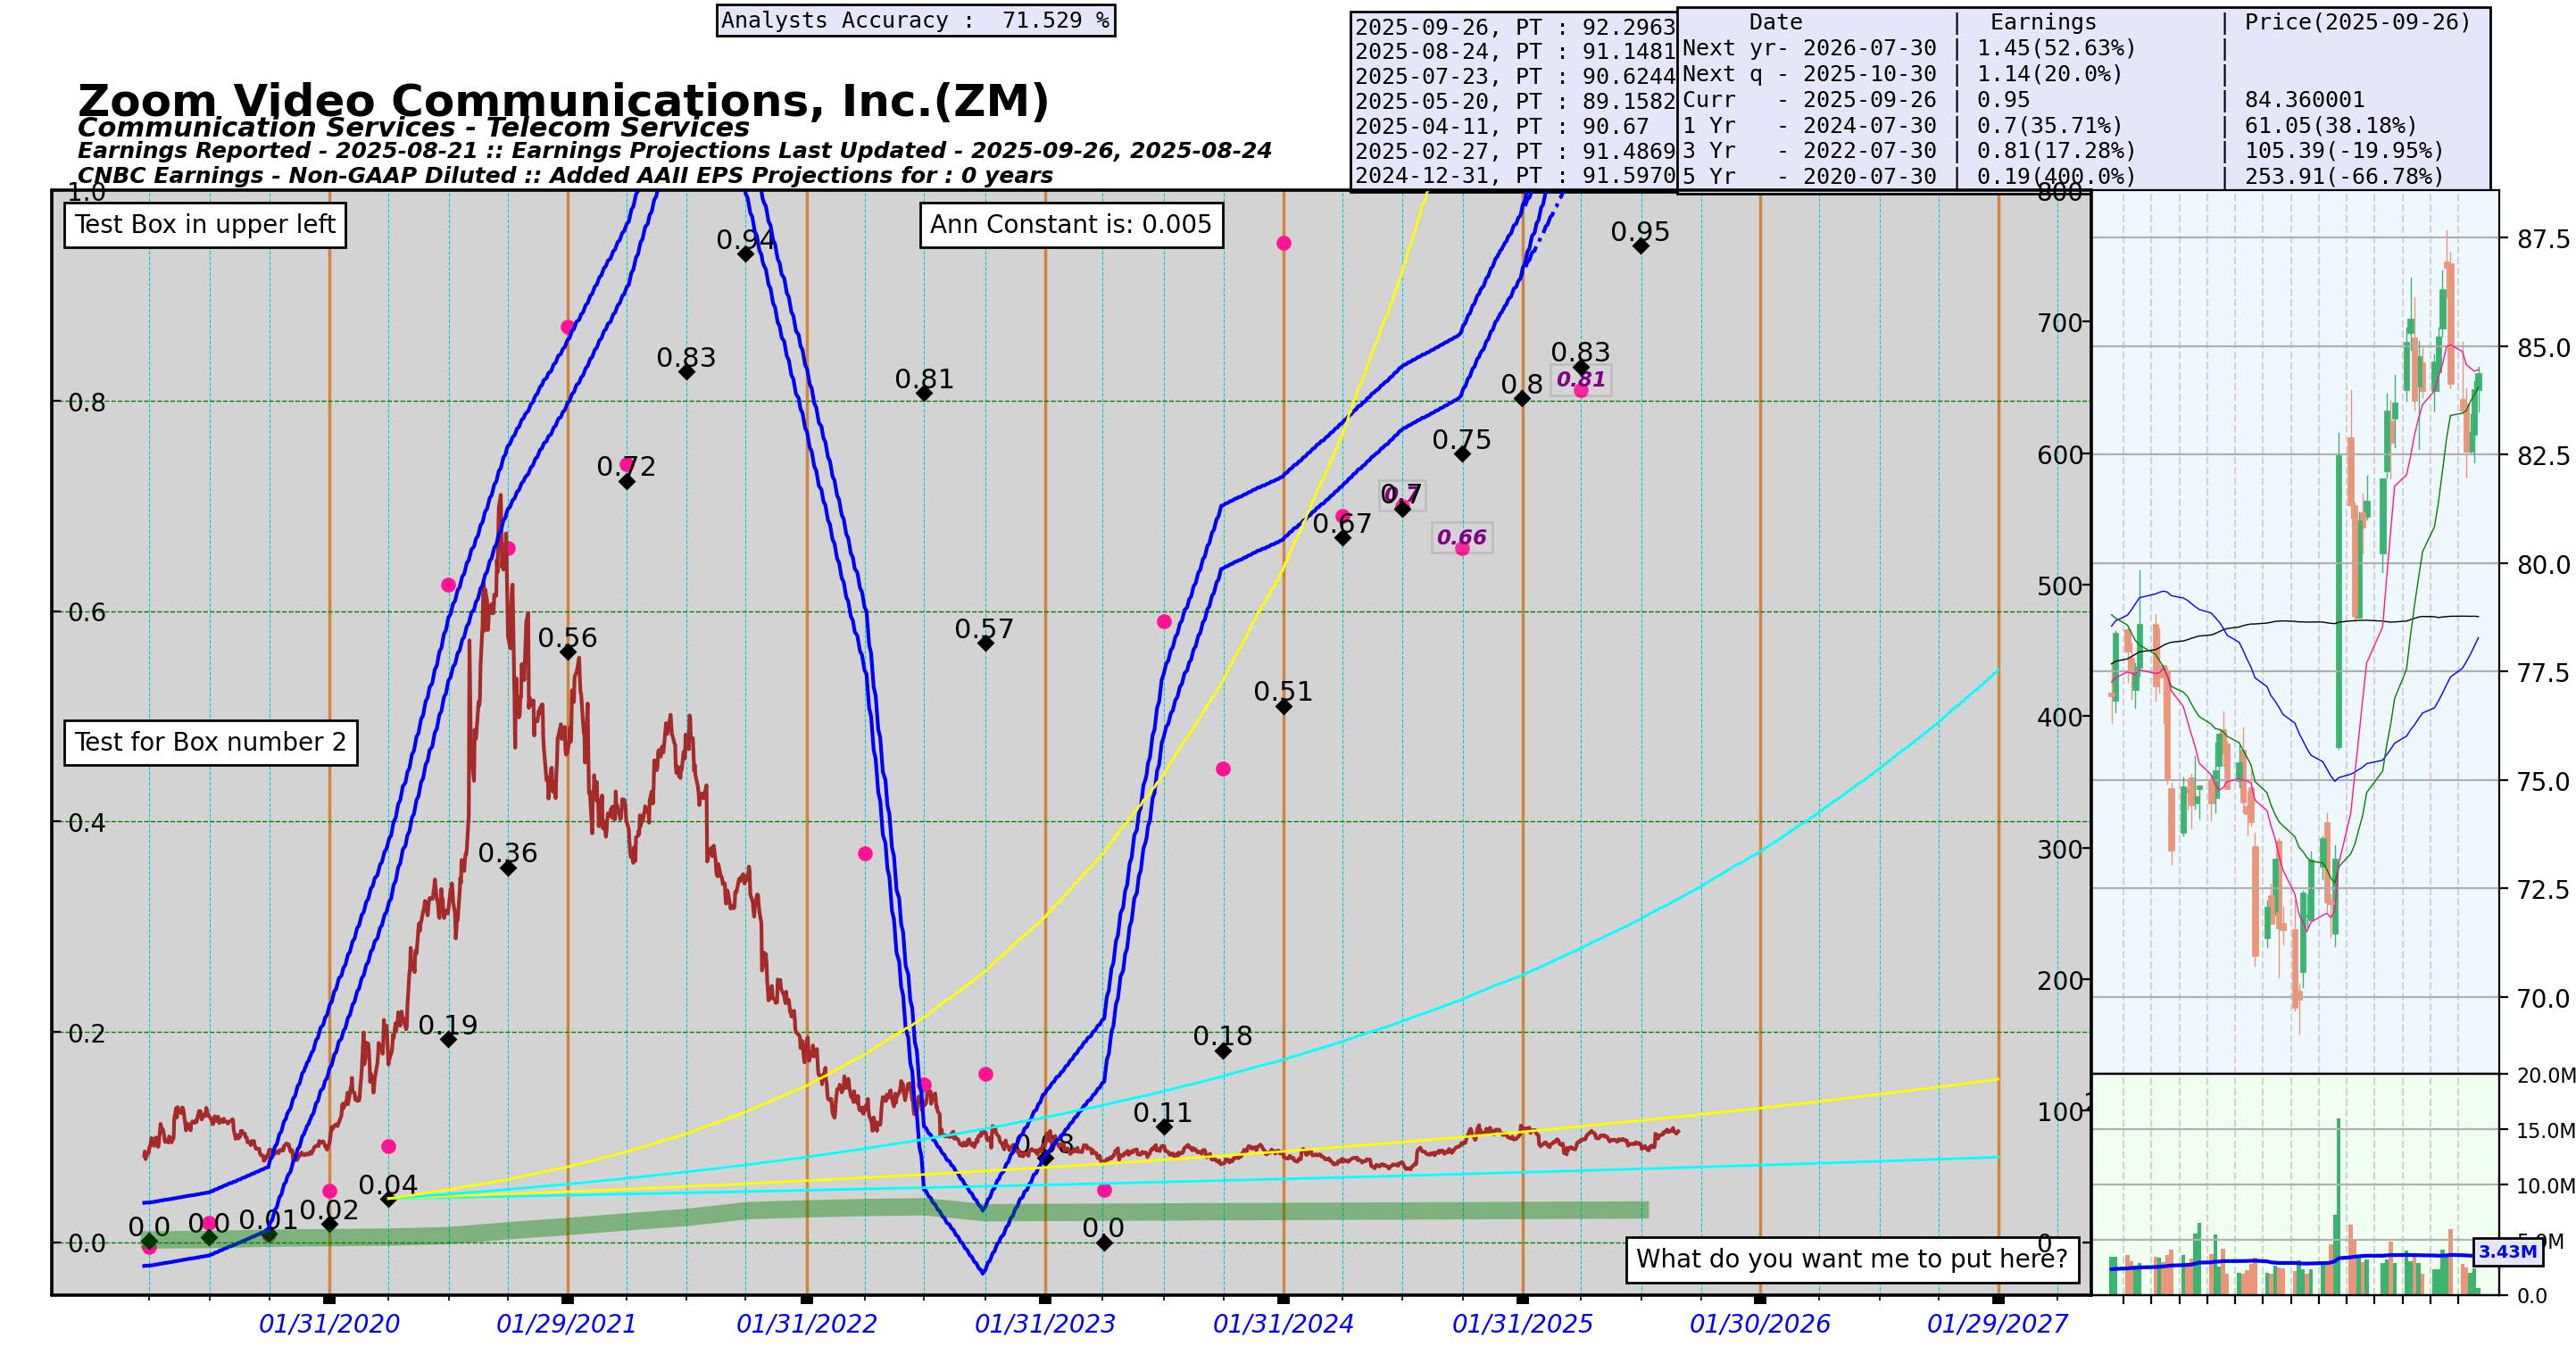 Analysts Accuracy :  71.529 %
2025-09-26, PT : 92.2963
2025-08-24, PT : 91.1481
2025-07-23, PT : 90.6244
2025-05-20, PT : 89.1582
2025-04-11, PT : 90.67
2025-02-27, PT : 91.4869
2024-12-31, PT : 91.5970
Date | Earnings | Price(2025-09-26)
Next yr- 2026-07-30 | 1.45(52.63%) |
Next q - 2025-10-30 | 1.14(20.0%) |
Curr - 2025-09-26 | 0.95 | 84.360001
1 Yr - 2024-07-30 | 0.7(35.71%) | 61.05(38.18%)
3 Yr - 2022-07-30 | 0.81(17.28%) | 105.39(-19.95%)
5 Yr - 2020-07-30 | 0.19(400.0%) | 253.91(-66.78%)
Zoom Video Communications, Inc.(ZM)
Communication Services - Telecom Services
Earnings Reported - 2025-08-21 :: Earnings Projections Last Updated - 2025-09-26, 2025-08-24
CNBC Earnings - Non-GAAP Diluted :: Added AAII EPS Projections for : 0 years
Test Box in upper left
Ann Constant is: 0.005
Test for Box number 2
What do you want me to put here?
1.0
0.8
0.6
0.4
0.2
0.0
0.0
0.0
0.01
0.02
0.04
0.19
0.36
0.56
0.72
0.83
0.94
0.81
0.57
0.08
0.0
0.11
0.18
0.51
0.67
0.7
0.7
0.75
0.66
0.8
0.83
0.81
0.95
800
700
600
500
400
300
200
100
0
87.5
85.0
82.5
80.0
77.5
75.0
72.5
70.0
20.0M
15.0M
10.0M
5.0M
3.43M
0.0
01/31/2020
01/29/2021
01/31/2022
01/31/2023
01/31/2024
01/31/2025
01/30/2026
01/29/2027